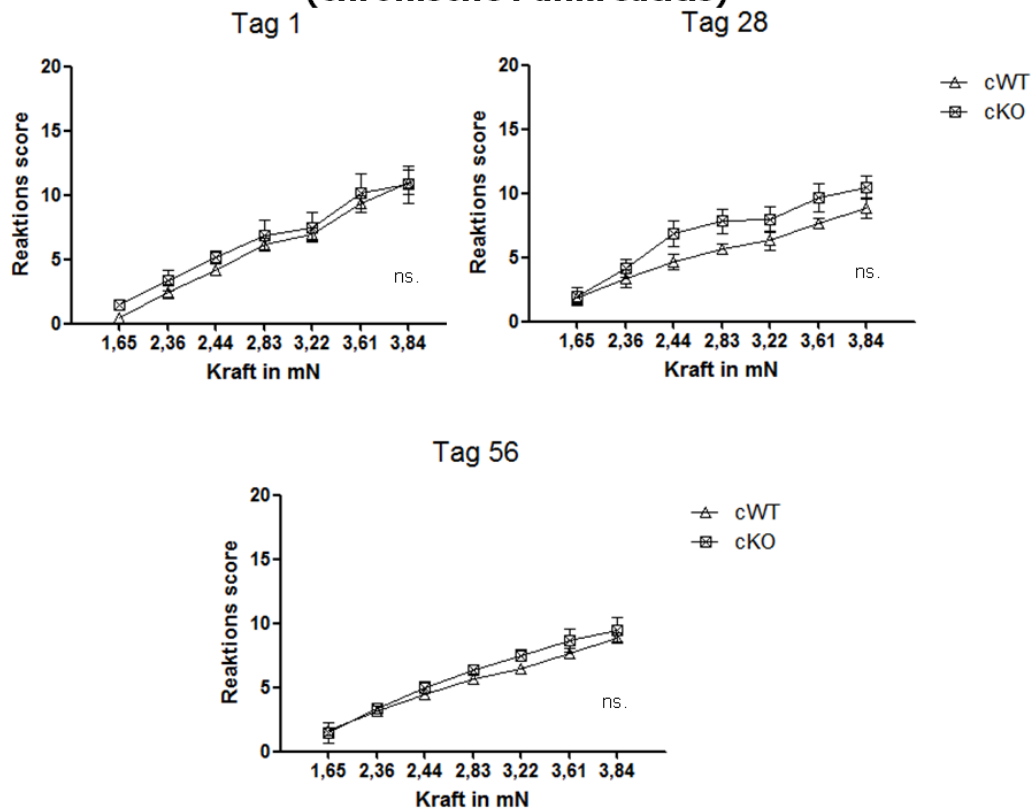 Tag 1
20
15
10
5
0
Reaktions score
ns.
1,65 2,36 2,44 2,83 3,22 3,61 3,84
Kraft in mN
Tag 28
20
15
10
5
0
Reaktions score
ns.
1,65 2,36 2,44 2,83 3,22 3,61 3,84
Kraft in mN
cWT
cKO
Tag 56
20
15
10
5
0
Reaktions score
ns.
1,65 2,36 2,44 2,83 3,22 3,61 3,84
Kraft in mN
cWT
cKO